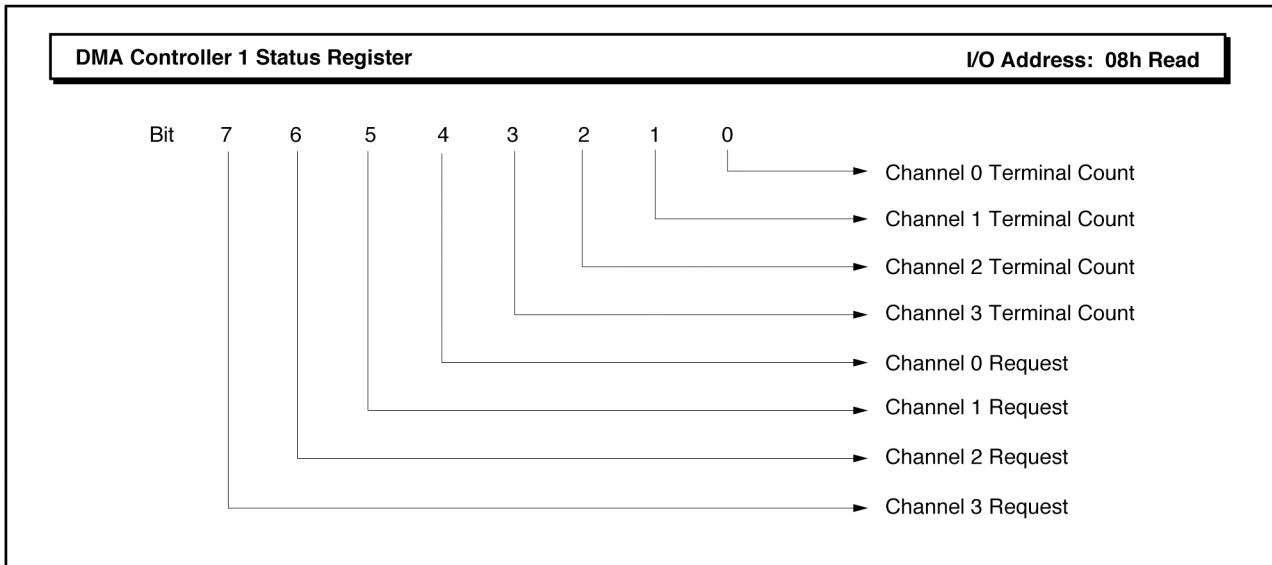 DMA Controller 1 Status Register I/O Address: 08h Read
Bit 7 6 5 4 3 2 1 0
Channel 0 Terminal Count
Channel 1 Terminal Count
Channel 2 Terminal Count
Channel 3 Terminal Count
Channel 0 Request
Channel 1 Request
Channel 2 Request
Channel 3 Request